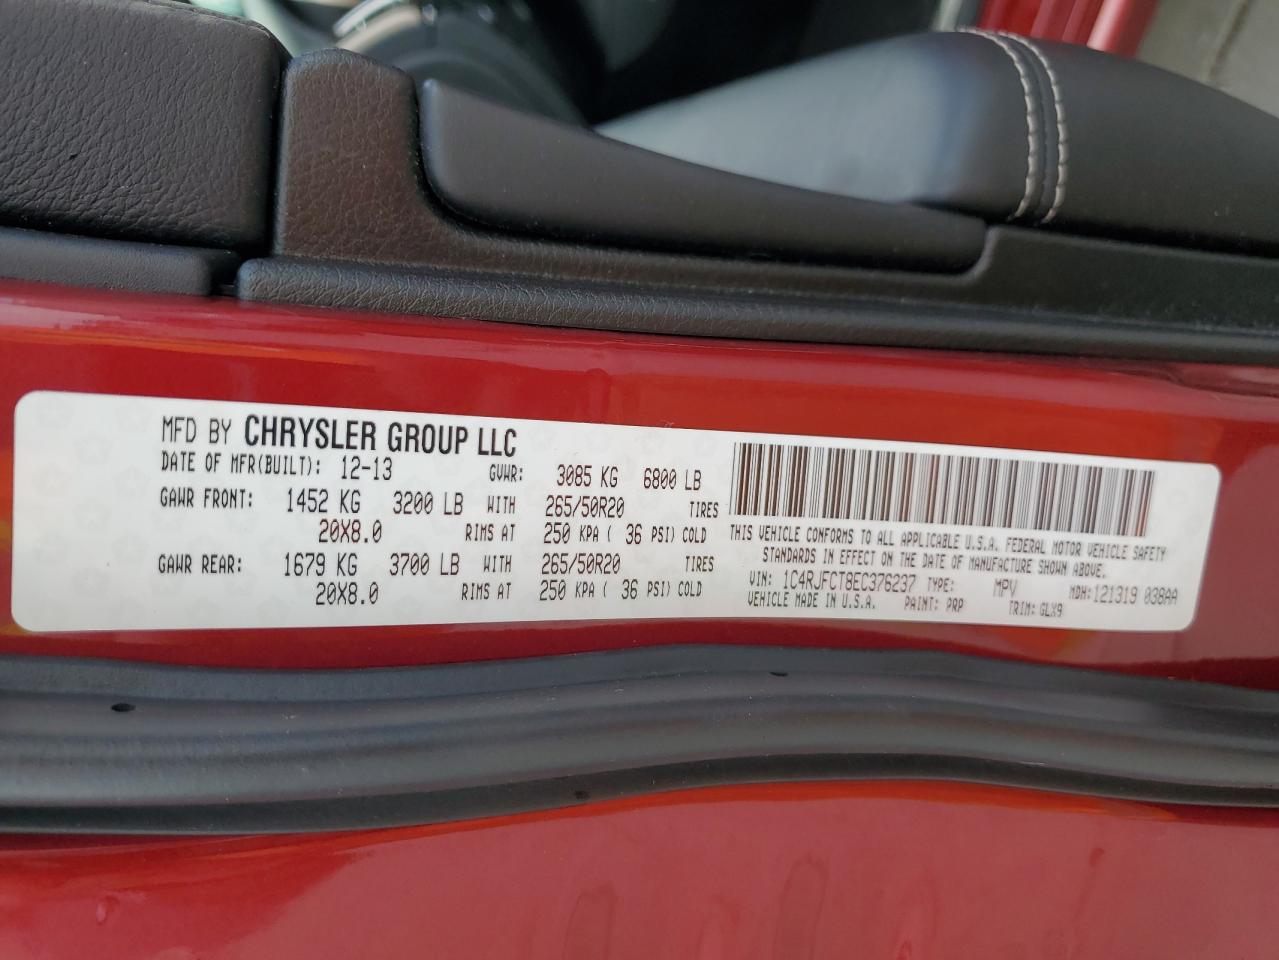 MFD BY CHRYSLER GROUP LLC
DATE OF MFR(BUILT): 12-13 GVWR: 3085 KG 6800 LB
GAWR FRONT: 1452 KG 3200 LB WITH 265/50R20 TIRES
20X8.0 RIMS AT 250 KPA ( 36 PSI) COLD
GAWR REAR: 1679 KG 3700 LB WITH 265/50R20 TIRES
20X8.0 RIMS AT 250 KPA ( 36 PSI) COLD
THIS VEHICLE CONFORMS TO ALL APPLICABLE U.S.A. FEDERAL MOTOR VEHICLE SAFETY
STANDARDS IN EFFECT ON THE DATE OF MANUFACTURE SHOWN ABOVE.
VIN: 1C4RJFCT8EC376237 TYPE: MPV MDH: 121319 038AA
VEHICLE MADE IN U.S.A. PAINT: PRP TRIM: GLX9